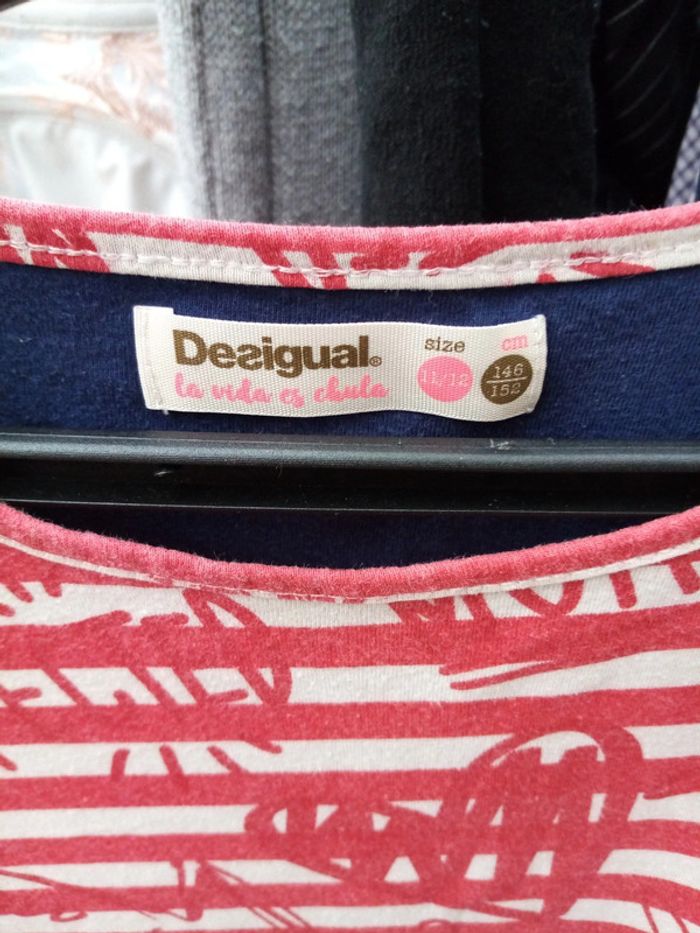 Desigual®
la vida es chula
size
11/12
cm
146
152